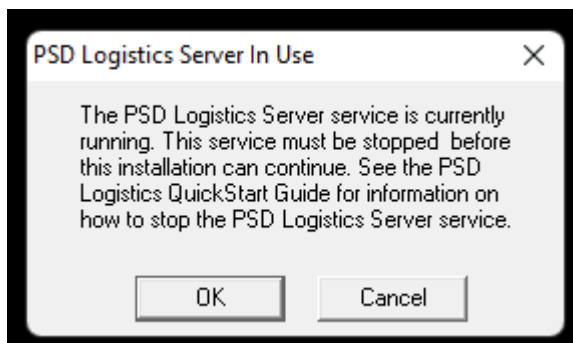 PSD Logistics Server In Use
The PSD Logistics Server service is currently
running. This service must be stopped  before
this installation can continue. See the PSD
Logistics QuickStart Guide for information on
how to stop the PSD Logistics Server service.
OK
Cancel